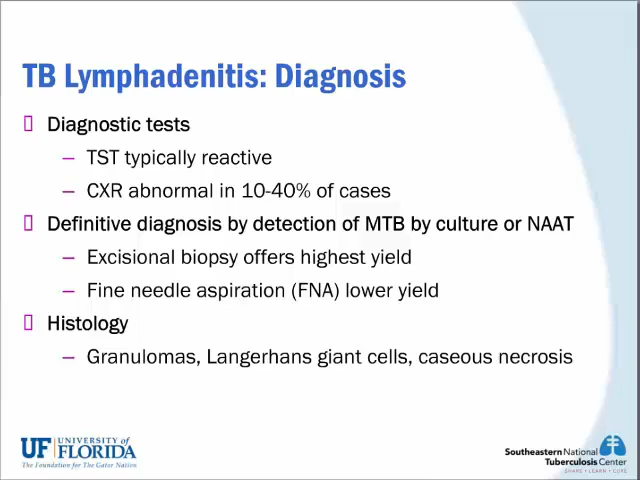 TB Lymphadenitis: Diagnosis
Diagnostic tests
– TST typically reactive
– CXR abnormal in 10-40% of cases
Definitive diagnosis by detection of MTB by culture or NAAT
– Excisional biopsy offers highest yield
– Fine needle aspiration (FNA) lower yield
Histology
– Granulomas, Langerhans giant cells, caseous necrosis
UF UNIVERSITY of
FLORIDA
The Foundation for The Gator Nation
Southeastern National
Tuberculosis Center
SHARE • LEARN • CURE